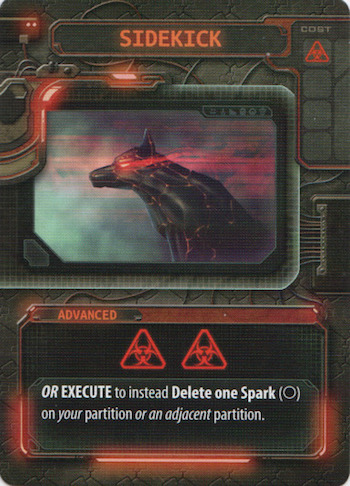 SIDEKICK
COST
ADVANCED
OR EXECUTE to instead Delete one Spark (○)
on your partition or an adjacent partition.